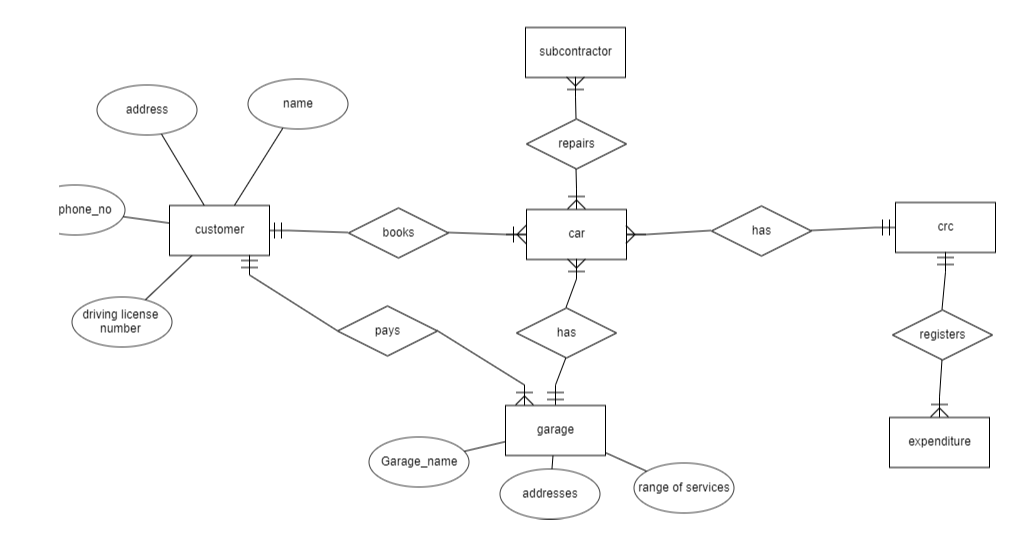 subcontractor
name
address
repairs
phone_no
customer
books
car
has
crc
driving license
number
pays
has
registers
garage
expenditure
Garage_name
addresses
range of services